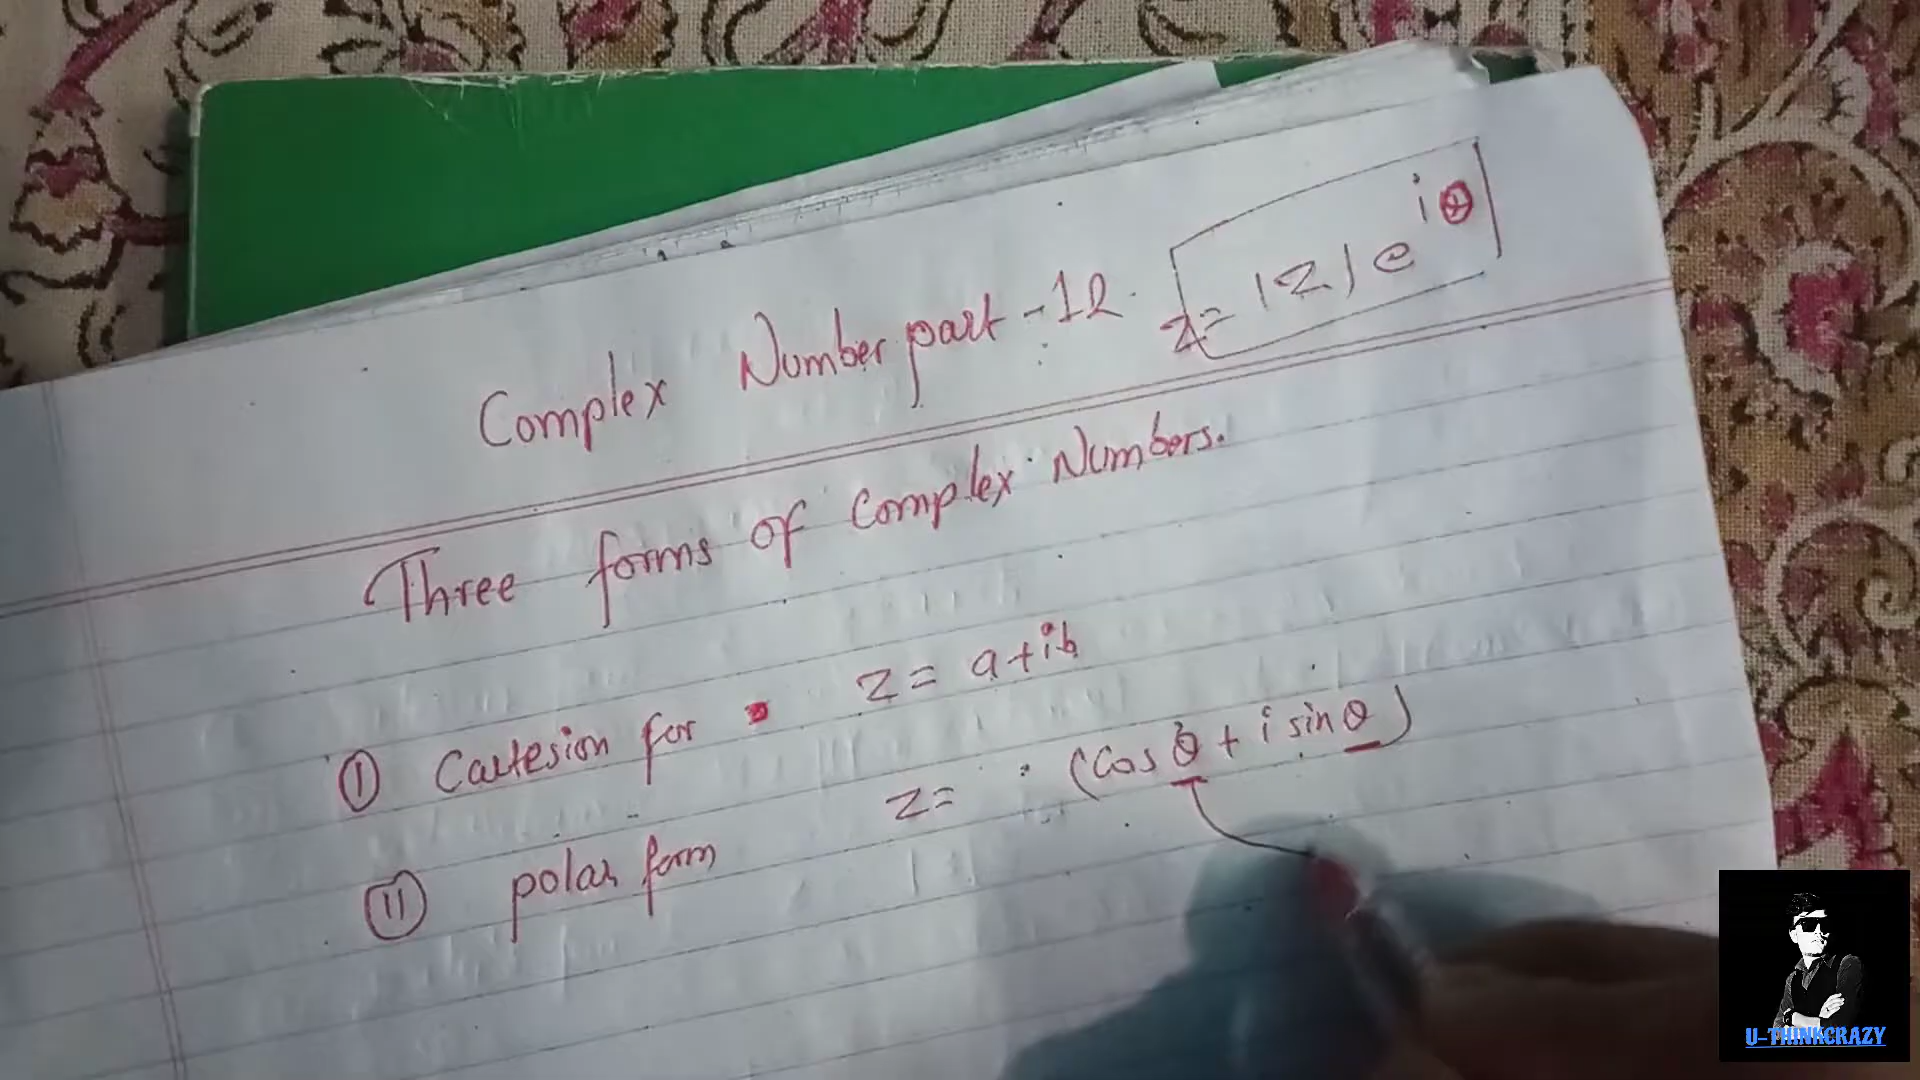 Complex Number part -12.
z = |z| e^iθ
Three forms of Complex Numbers.
I Cartesion for z = a+ib
II polar form z = (Cos θ + i sin θ)
U-THINKCRAZY